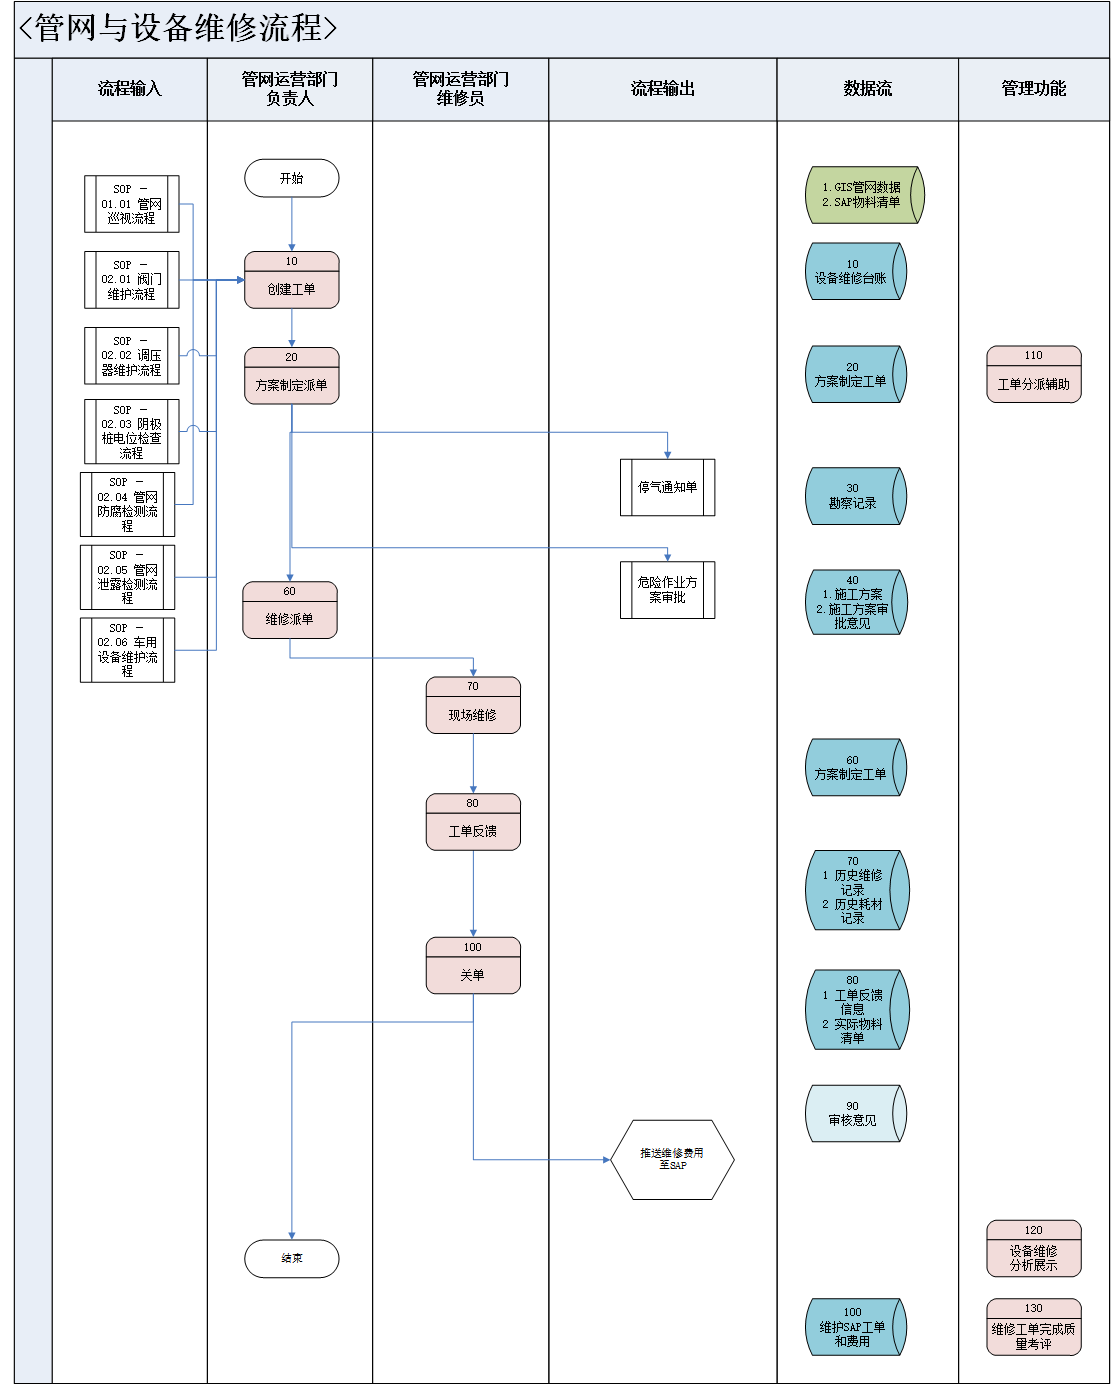 <管网与设备维修流程>
流程输入
管网运营部门
负责人
管网运营部门
维修员
流程输出
数据流
管理功能
SOP —
01.01 管网
巡视流程
SOP —
02.01 阀门
维护流程
SOP —
02.02 调压
器维护流程
SOP —
02.03 阴极
桩电位检查
流程
SOP —
02.04 管网
防腐检测流
程
SOP —
02.05 管网
泄露检测流
程
SOP —
02.06 车用
设备维护流
程
开始
10
创建工单
20
方案制定派单
60
维修派单
结束
70
现场维修
80
工单反馈
100
关单
停气通知单
危险作业方
案审批
推送维修费用
至SAP
1.GIS管网数据
2.SAP物料清单
10
设备维修台账
20
方案制定工单
30
勘察记录
40
1.施工方案
2.施工方案审
批意见
60
方案制定工单
70
1 历史维修
记录
2 历史耗材
记录
80
1 工单反馈
信息
2 实际物料
清单
90
审核意见
100
维护SAP工单
和费用
110
工单分派辅助
120
设备维修
分析展示
130
维修工单完成质
量考评